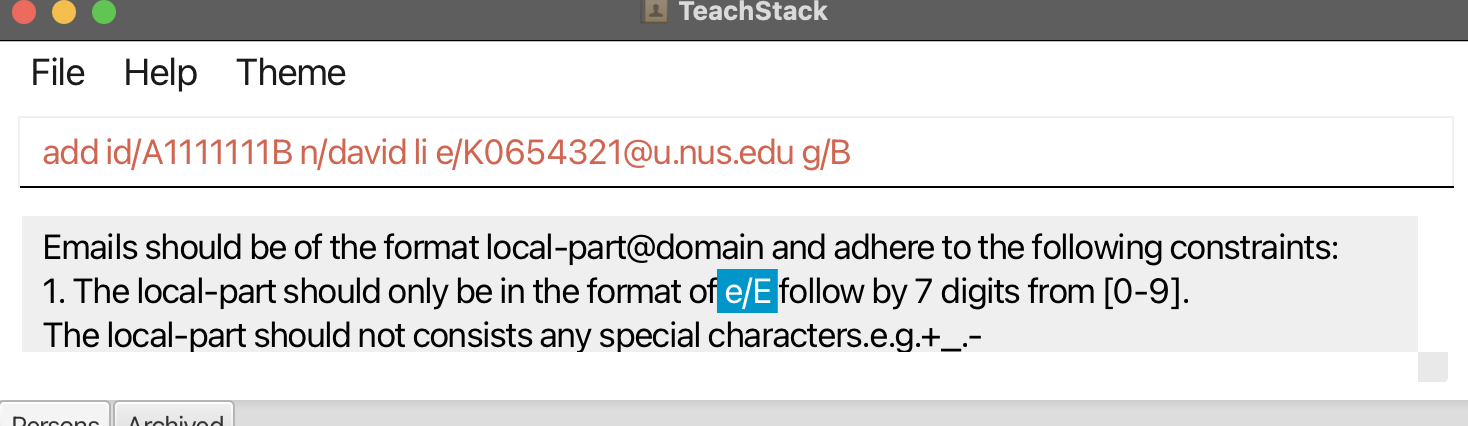 TeachStack
File Help Theme
add id/A1111111B n/david li e/K0654321@u.nus.edu g/B
Emails should be of the format local-part@domain and adhere to the following constraints:
1. The local-part should only be in the format of e/E follow by 7 digits from [0-9].
The local-part should not consists any special characters.e.g.+_.-
Persons Archived